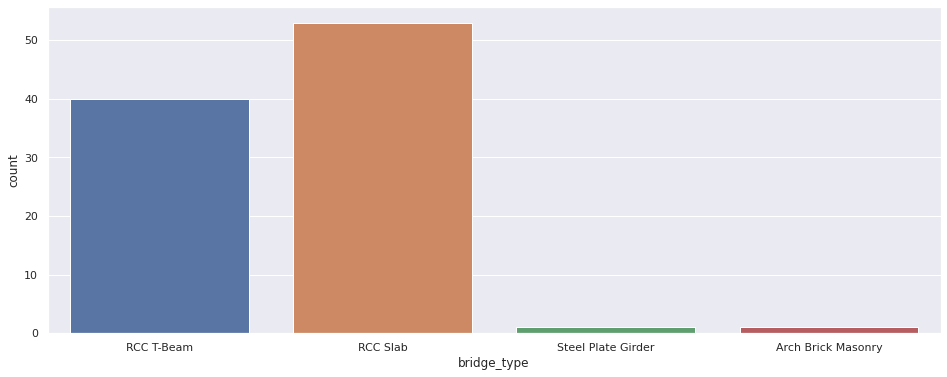 50
40
30
20
10
0
count
RCC T-Beam
RCC Slab
Steel Plate Girder
Arch Brick Masonry
bridge_type